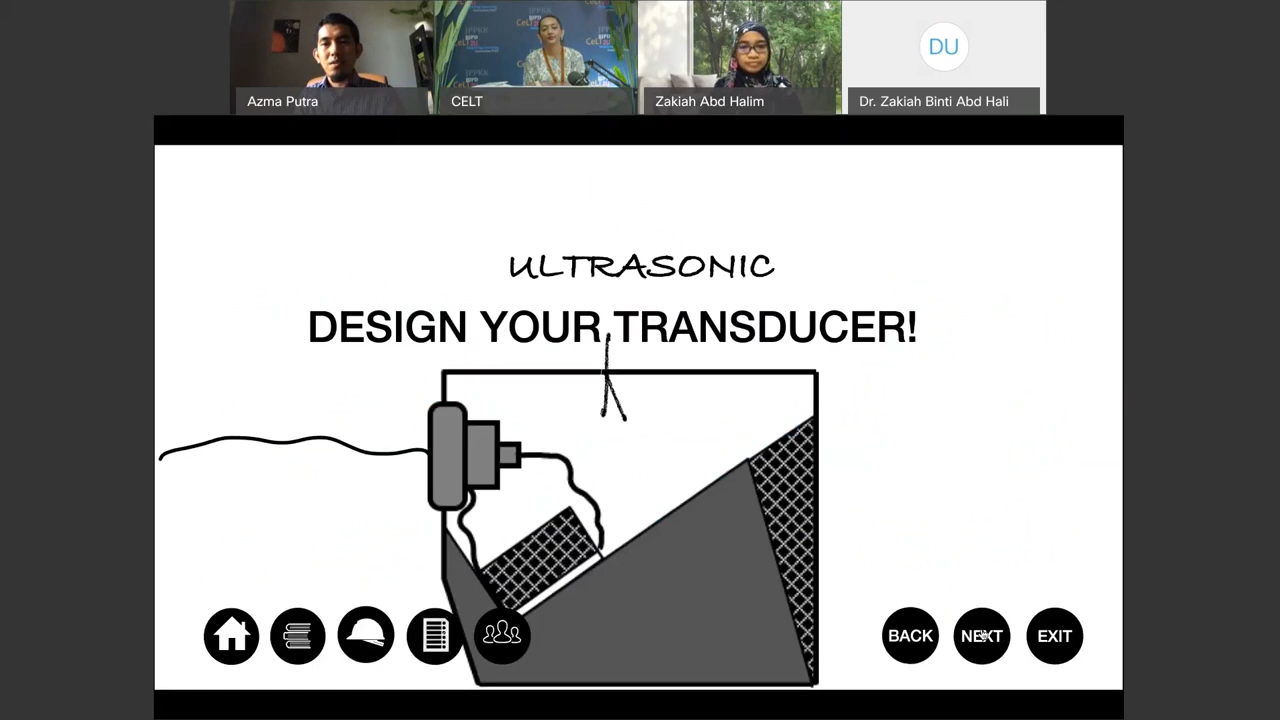 Azma Putra
CELT
Zakiah Abd Halim
Dr. Zakiah Binti Abd Hali
DU
ULTRASONIC
DESIGN YOUR TRANSDUCER!
BACK
NEXT
EXIT